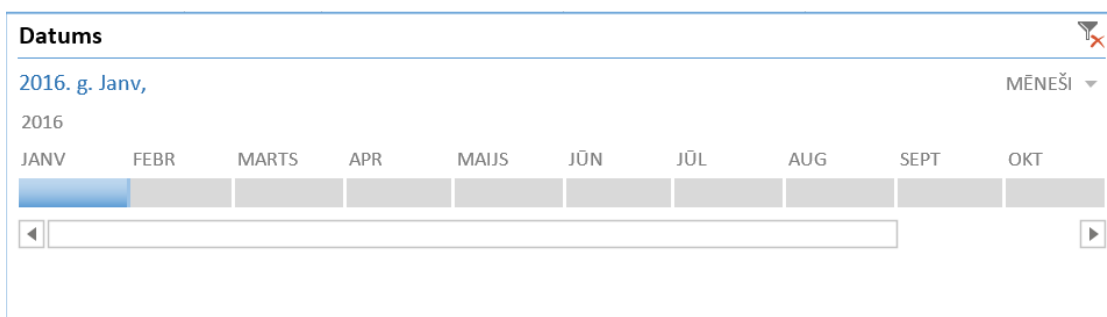 Datums
2016. g. Janv,
MĒNEŠI
2016
JANV FEBR MARTS APR MAIJS JŪN JŪL AUG SEPT OKT